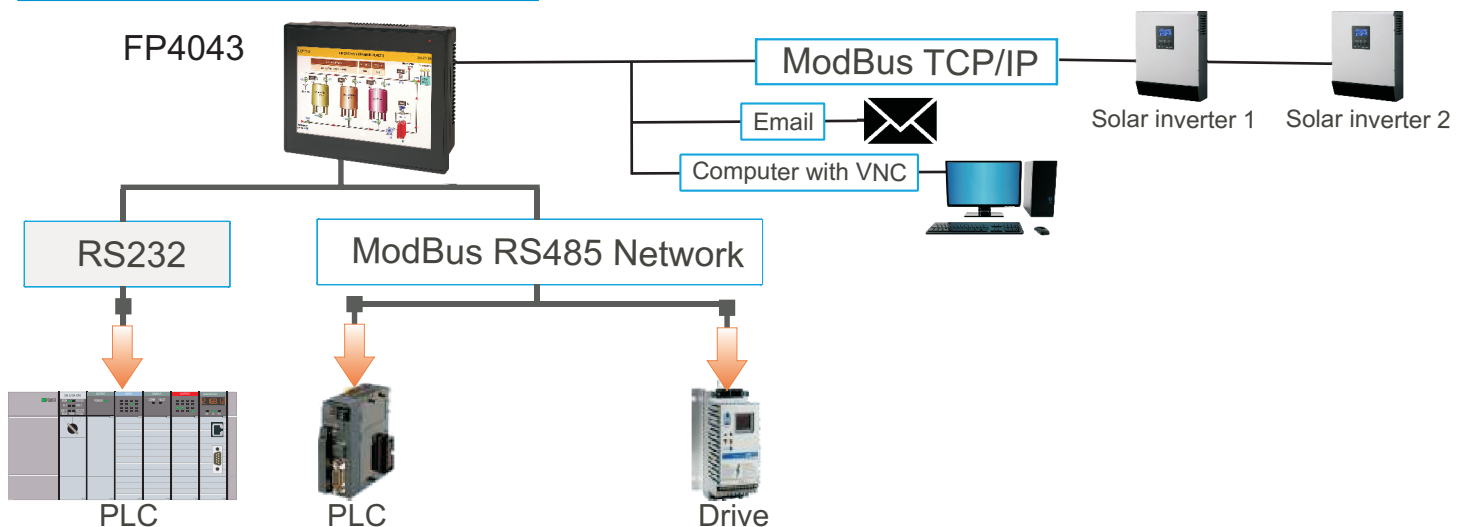 FP4043
ModBus TCP/IP
Solar inverter 1
Solar inverter 2
Email
Computer with VNC
RS232
ModBus RS485 Network
PLC
PLC
Drive